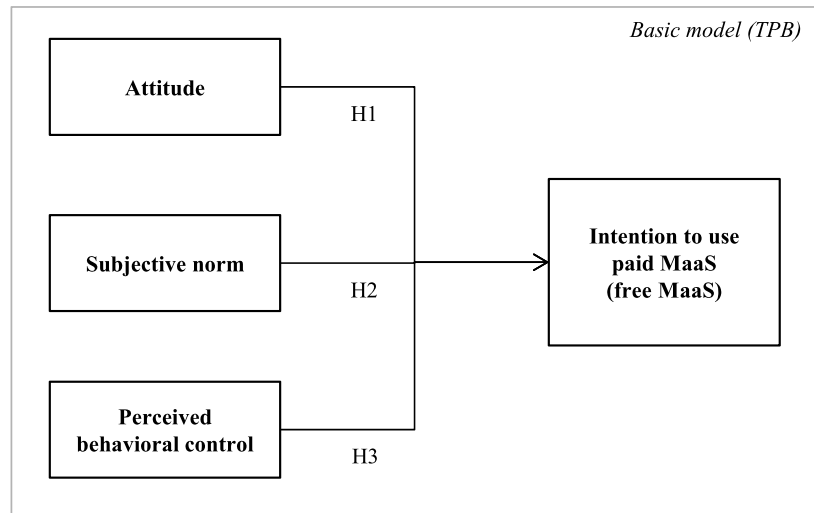 Basic model (TPB)
Attitude
H1
Subjective norm
H2
Intention to use
paid MaaS
(free MaaS)
Perceived
behavioral control
H3